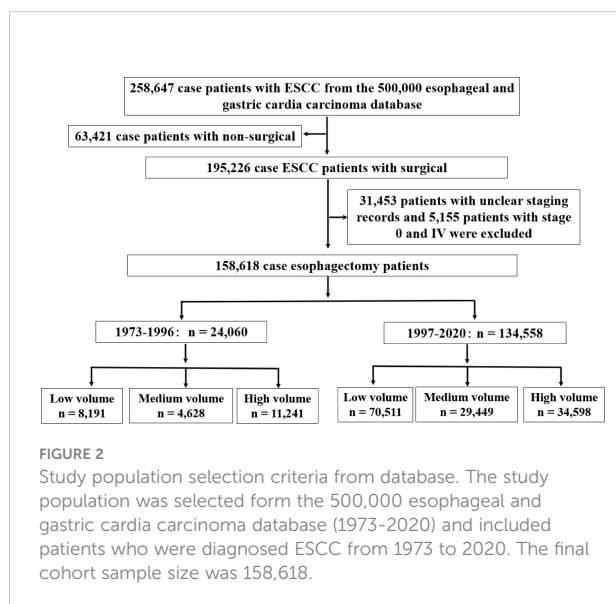 258,647 case patients with ESCC from the 500,000 esophageal and
gastric cardia carcinoma database
63,421 case patients with non-surgical
195,226 case ESCC patients with surgical
31,453 patients with unclear staging
records and 5,155 patients with stage
0 and IV were excluded
158,618 case esophagectomy patients
1973-1996: n = 24,060
1997-2020: n = 134,558
Low volume
n = 8,191
Medium volume
n = 4,628
High volume
n = 11,241
Low volume
n = 70,511
Medium volume
n = 29,449
High volume
n = 34,598
FIGURE 2
Study population selection criteria from database. The study
population was selected form the 500,000 esophageal and
gastric cardia carcinoma database (1973-2020) and included
patients who were diagnosed ESCC from 1973 to 2020. The final
cohort sample size was 158,618.